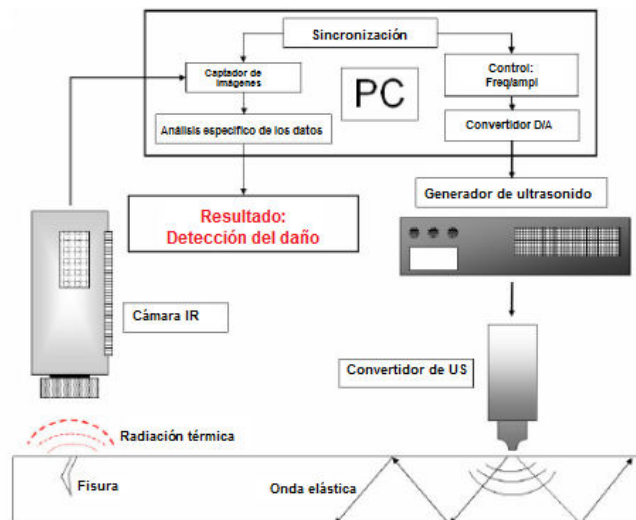 Sincronización
Captador de
imágenes
Control:
Freq/ampl
PC
Análisis específico de los datos
Convertidor D/A
Resultado:
Detección del daño
Generador de ultrasonido
Cámara IR
Convertidor de US
Radiación térmica
Fisura
Onda elástica